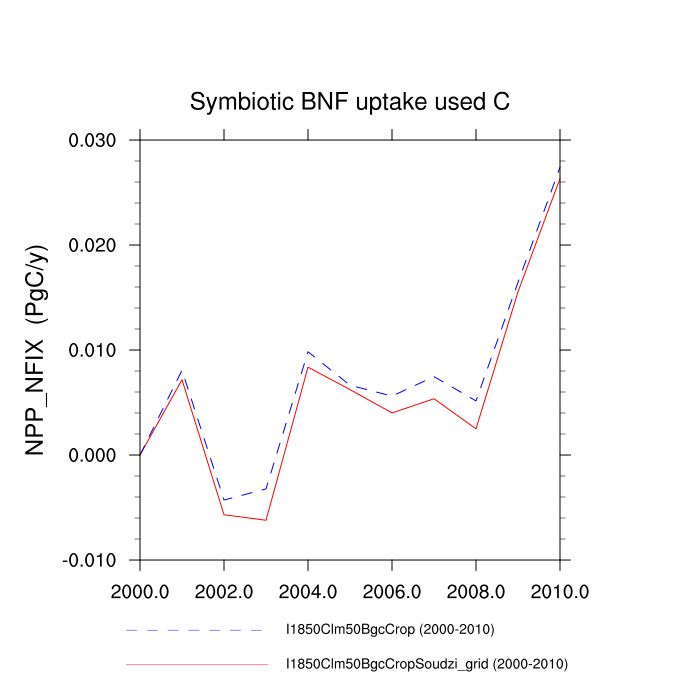 Symbiotic BNF uptake used C
NPP_NFIX (PgC/y)
0.030
0.020
0.010
0.000
-0.010
2000.0 2002.0 2004.0 2006.0 2008.0 2010.0
I1850Clm50BgcCrop (2000-2010)
I1850Clm50BgcCropSoudzi_grid (2000-2010)